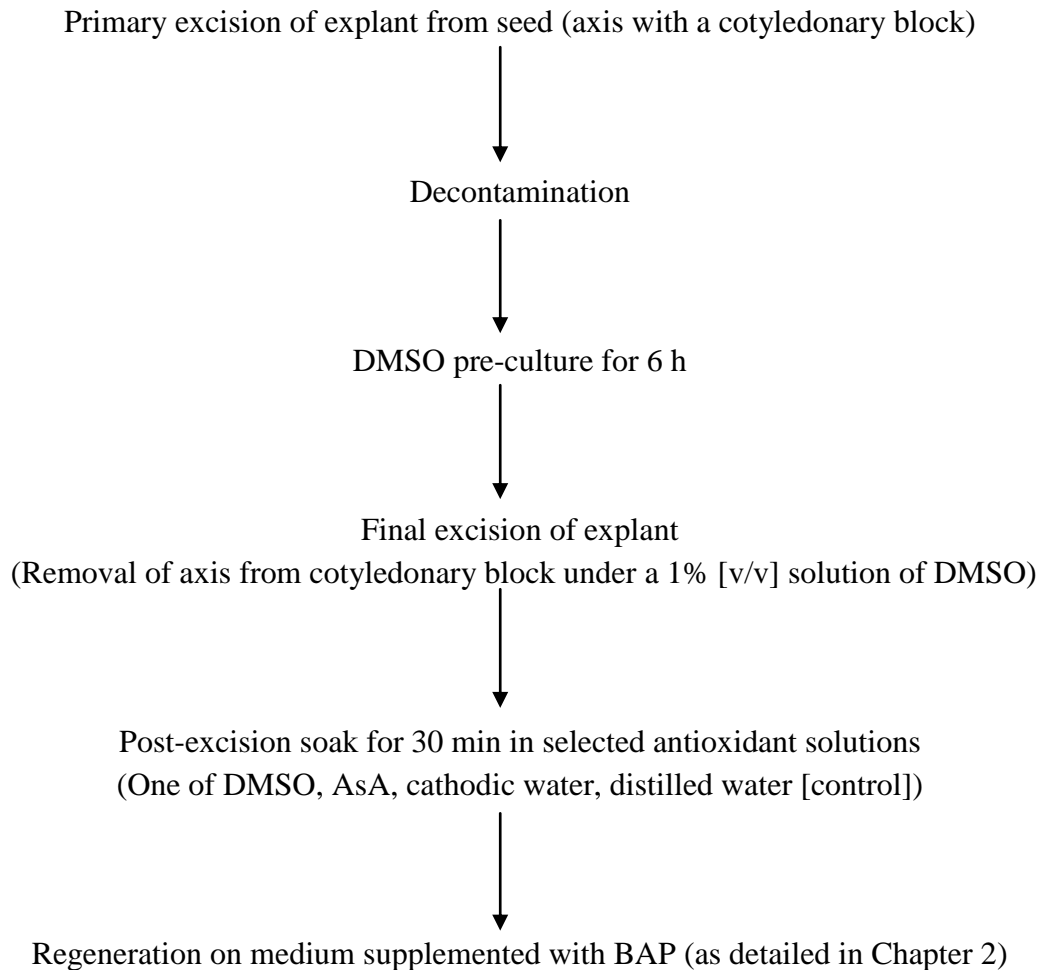 Primary excision of explant from seed (axis with a cotyledonary block)
Decontamination
DMSO pre-culture for 6 h
Final excision of explant
(Removal of axis from cotyledonary block under a 1% [v/v] solution of DMSO)
Post-excision soak for 30 min in selected antioxidant solutions
(One of DMSO, AsA, cathodic water, distilled water [control])
Regeneration on medium supplemented with BAP (as detailed in Chapter 2)